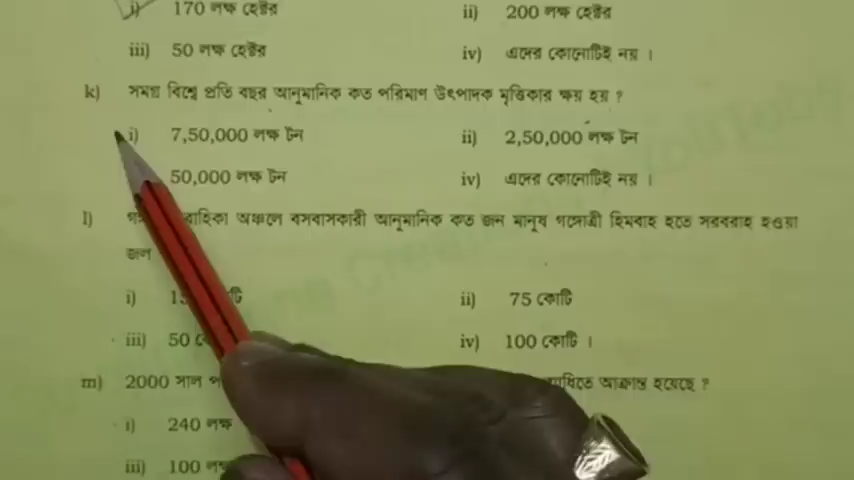 i) 170 লক্ষ হেক্টর ii) 200 লক্ষ হেক্টর
iii) 50 লক্ষ হেক্টর iv) এদের কোনোটিই নয় ।
k) সমগ্র বিশ্বে প্রতি বছর আনুমানিক কত পরিমাণ উৎপাদক মৃত্তিকার ক্ষয় হয় ?
i) 7,50,000 লক্ষ টন ii) 2,50,000 লক্ষ টন
50,000 লক্ষ টন iv) এদের কোনোটিই নয় ।
l) অঞ্চলে বসবাসকারী আনুমানিক কত জন মানুষ গঙ্গোত্রী হিমবাহ হতে সরবরাহ হওয়া
জল
i) ii) 75 কোটি
iii) 50 iv) 100 কোটি ।
m) 2000 সাল আক্রান্ত হয়েছে ?
i) 240 লক্ষ
iii) 100